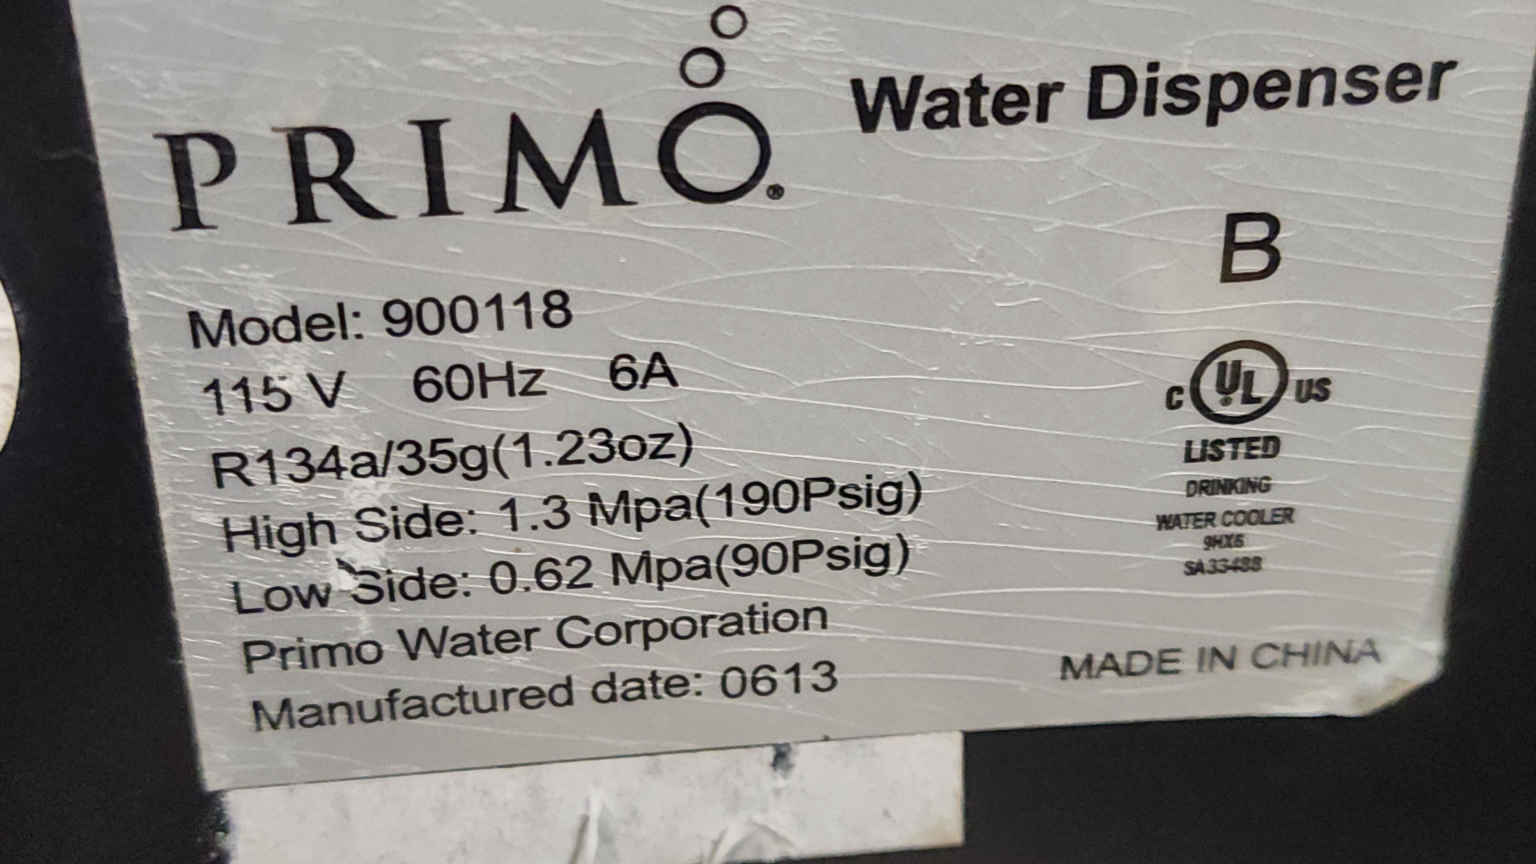 PRIMO® Water Dispenser
B
Model: 900118
115 V 60Hz 6A
R134a/35g(1.23oz)
High Side: 1.3 Mpa(190Psig)
Low Side: 0.62 Mpa(90Psig)
Primo Water Corporation
Manufactured date: 0613
C UL US
LISTED
DRINKING
WATER COOLER
9HX6
SA33488
MADE IN CHINA